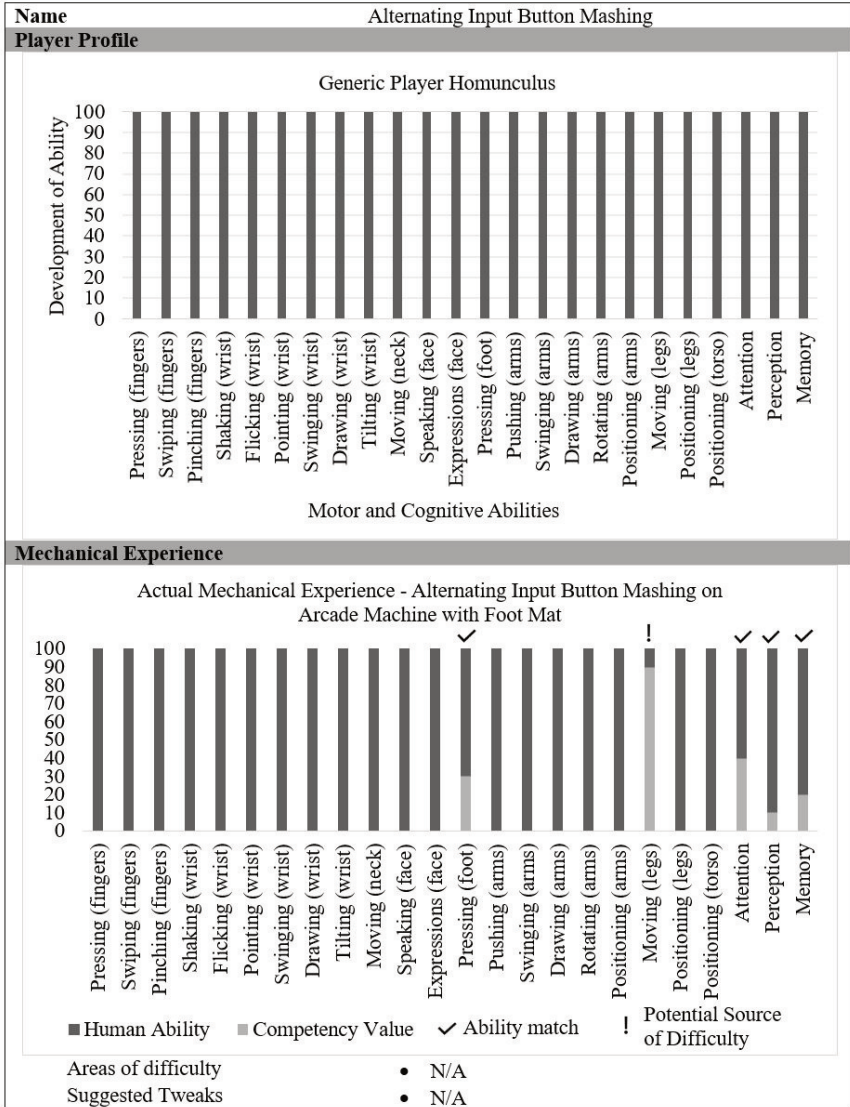 Name Alternating Input Button Mashing
Player Profile
Generic Player Homunculus
Development of Ability
100
90
80
70
60
50
40
30
20
10
0
Pressing (fingers)
Swiping (fingers)
Pinching (fingers)
Shaking (wrist)
Flicking (wrist)
Pointing (wrist)
Swinging (wrist)
Drawing (wrist)
Tilting (wrist)
Moving (neck)
Speaking (face)
Expressions (face)
Pressing (foot)
Pushing (arms)
Swinging (arms)
Drawing (arms)
Rotating (arms)
Positioning (arms)
Moving (legs)
Positioning (legs)
Positioning (torso)
Attention
Perception
Memory
Motor and Cognitive Abilities
Mechanical Experience
Actual Mechanical Experience - Alternating Input Button Mashing on
Arcade Machine with Foot Mat
✓ ! ✓ ✓ ✓
100
90
80
70
60
50
40
30
20
10
0
Pressing (fingers)
Swiping (fingers)
Pinching (fingers)
Shaking (wrist)
Flicking (wrist)
Pointing (wrist)
Swinging (wrist)
Drawing (wrist)
Tilting (wrist)
Moving (neck)
Speaking (face)
Expressions (face)
Pressing (foot)
Pushing (arms)
Swinging (arms)
Drawing (arms)
Rotating (arms)
Positioning (arms)
Moving (legs)
Positioning (legs)
Positioning (torso)
Attention
Perception
Memory
Human Ability
Competency Value
✓ Ability match
! Potential Source
of Difficulty
Areas of difficulty • N/A
Suggested Tweaks • N/A